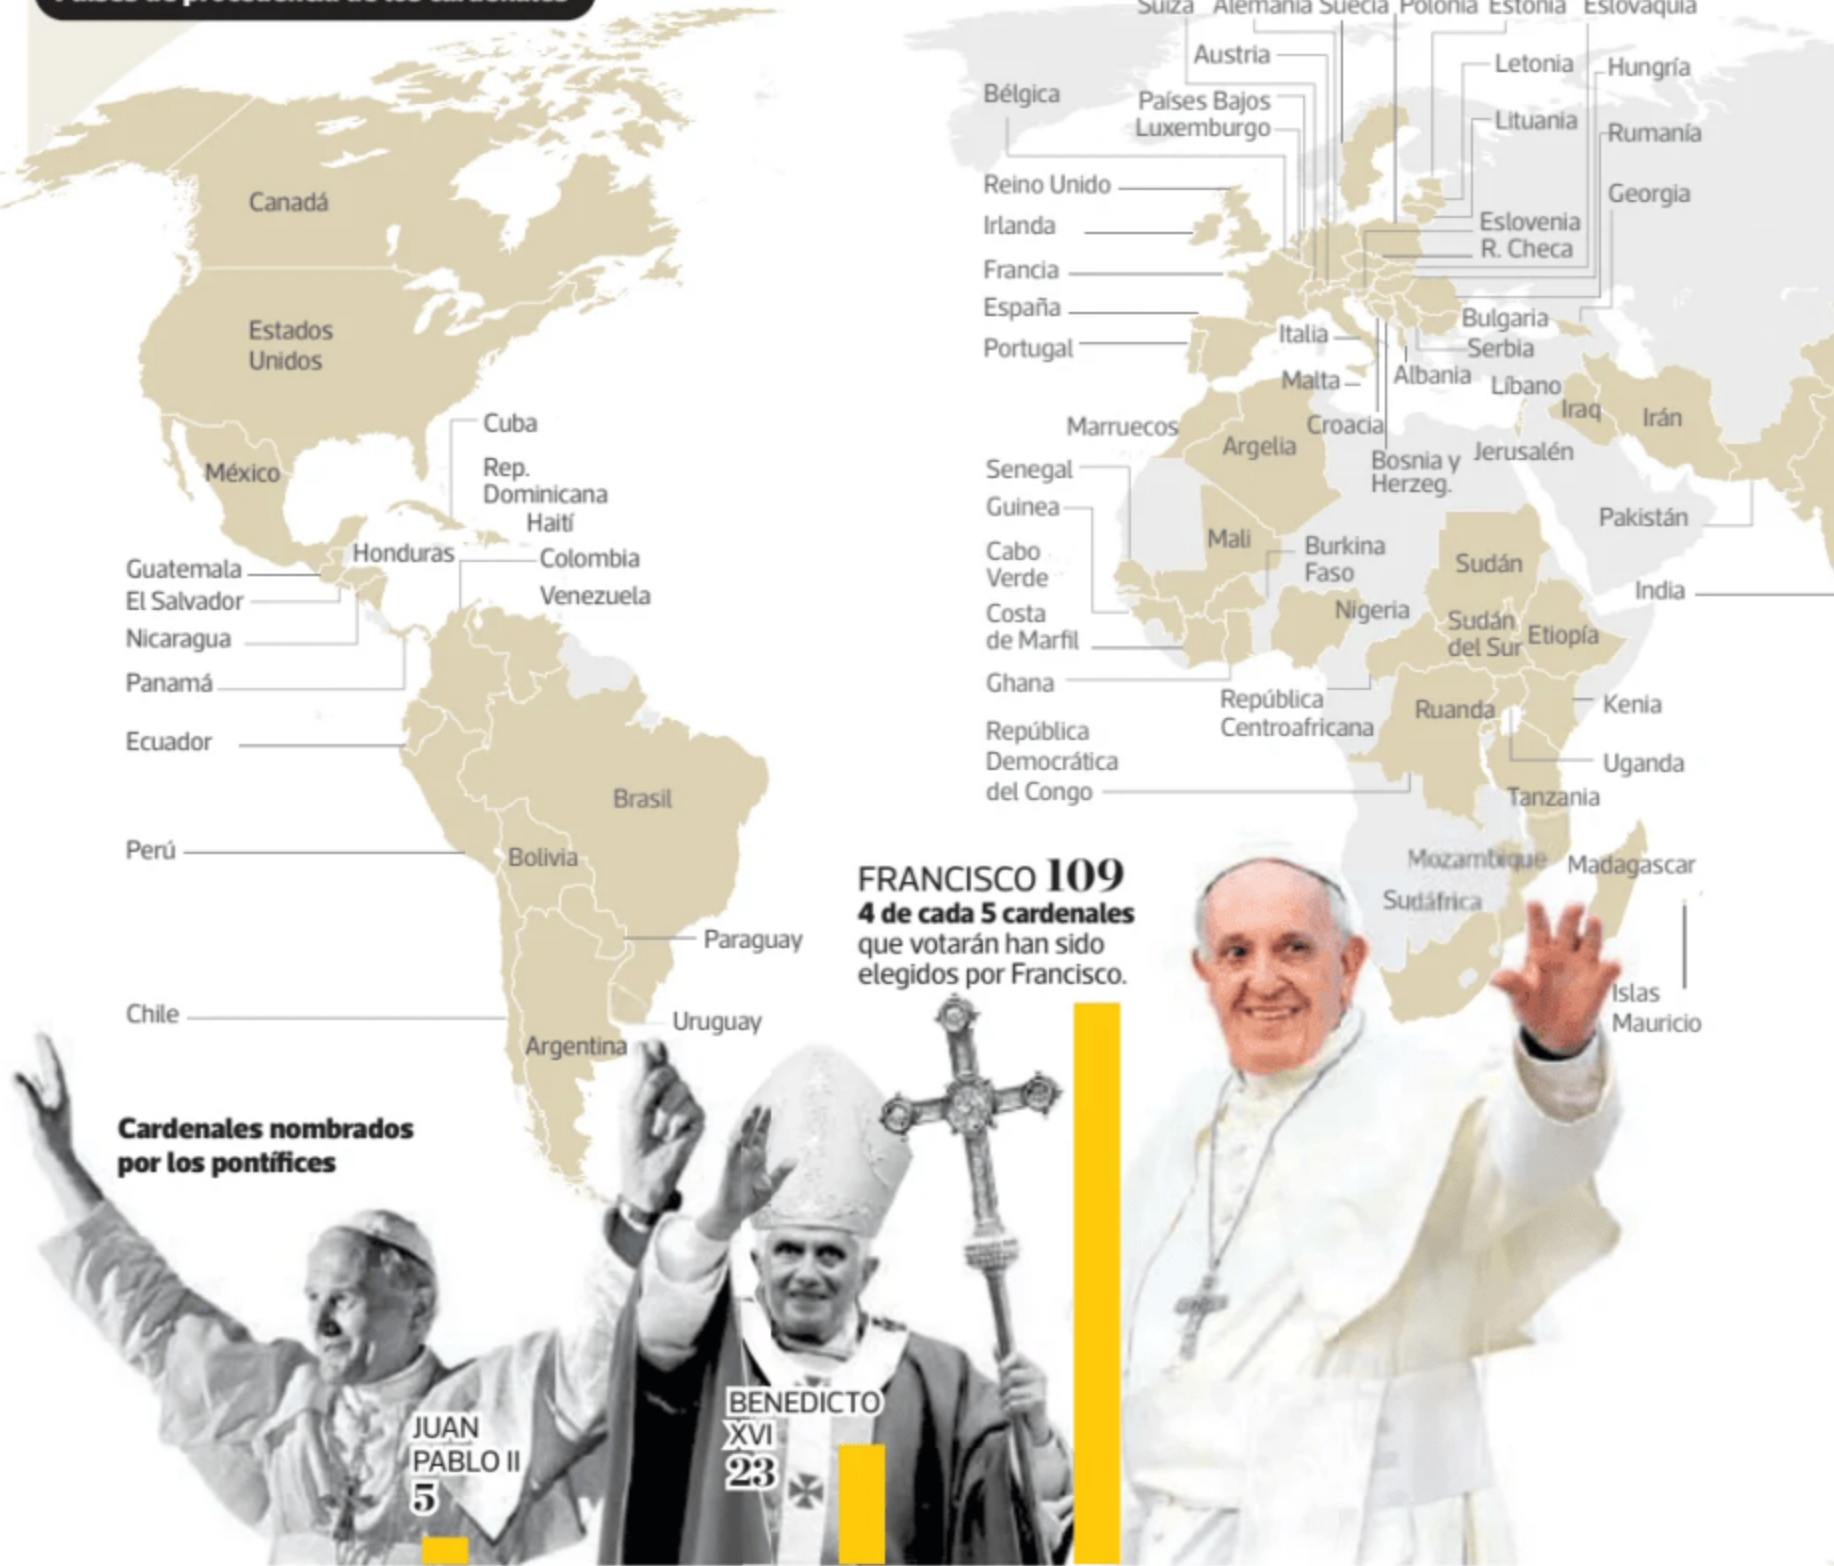 Países de procedencia de los cardenales
Canadá
Estados
Unidos
México
Cuba
Rep.
Dominicana
Haití
Honduras
Colombia
Venezuela
Guatemala
El Salvador
Nicaragua
Panamá
Ecuador
Brasil
Perú
Bolivia
Paraguay
Chile
Uruguay
Argentina
Suiza Alemania Suecia Polonia Estonia Eslovaquia
Austria
Letonia
Hungría
Bélgica
Países Bajos
Luxemburgo
Lituania
Rumanía
Reino Unido
Georgia
Irlanda
Eslovenia
R. Checa
Francia
España
Bulgaria
Italia
Portugal
Serbia
Malta
Albania
Líbano
Iraq
Irán
Marruecos
Croacia
Argelia
Jerusalén
Bosnia y
Herzeg.
Senegal
Guinea
Pakistán
Mali
Burkina
Faso
Cabo
Verde
Sudán
India
Costa
de Marfil
Nigeria
Sudán
del Sur
Etiopía
Ghana
República
Centroafricana
Ruanda
Kenia
República
Democrática
del Congo
Uganda
Tanzania
Mozambique
Madagascar
Sudáfrica
Islas
Mauricio
FRANCISCO 109
4 de cada 5 cardenales
que votarán han sido
elegidos por Francisco.
Cardenales nombrados
por los pontífices
JUAN
PABLO II
5
BENEDICTO
XVI
23